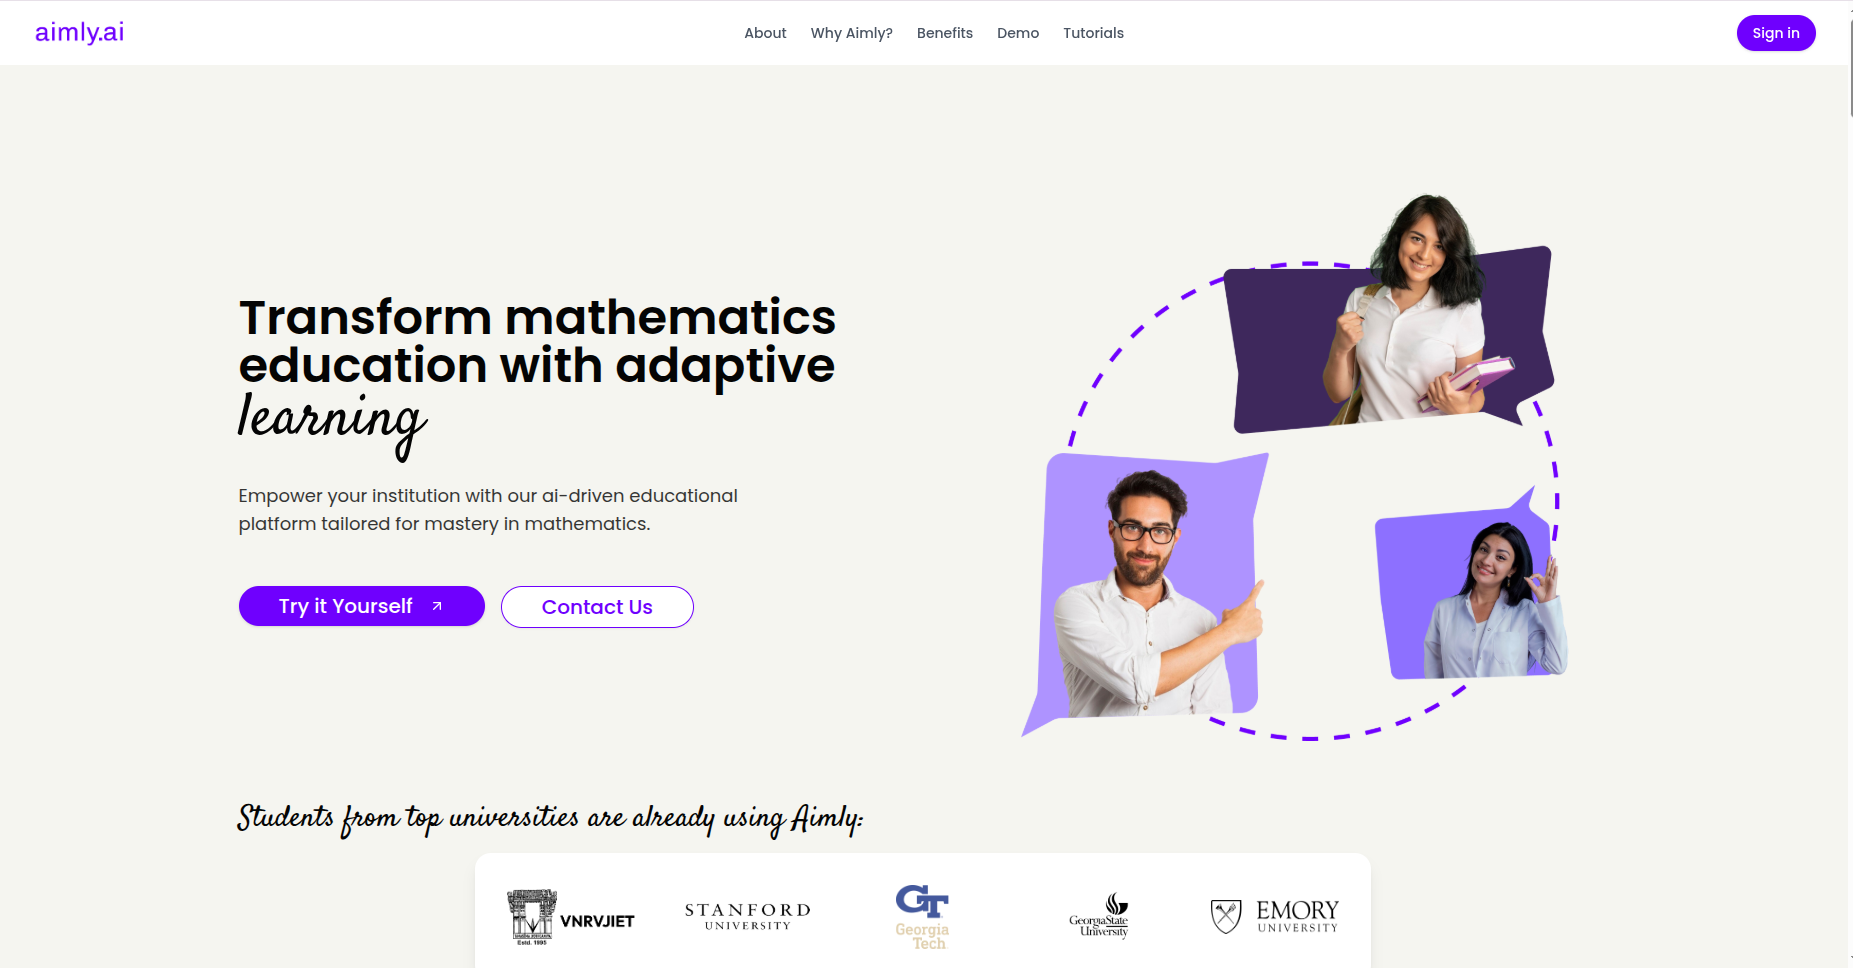 aimly.ai
About
Why Aimly?
Benefits
Demo
Tutorials
Sign in
Transform mathematics
education with adaptive
learning
Empower your institution with our ai-driven educational
platform tailored for mastery in mathematics.
Try it Yourself
Contact Us
Students from top universities are already using Aimly:
VNRVJIET
Estd. 1995
STANFORD
UNIVERSITY
GT
Georgia
Tech
GeorgiaState
University
EMORY
UNIVERSITY